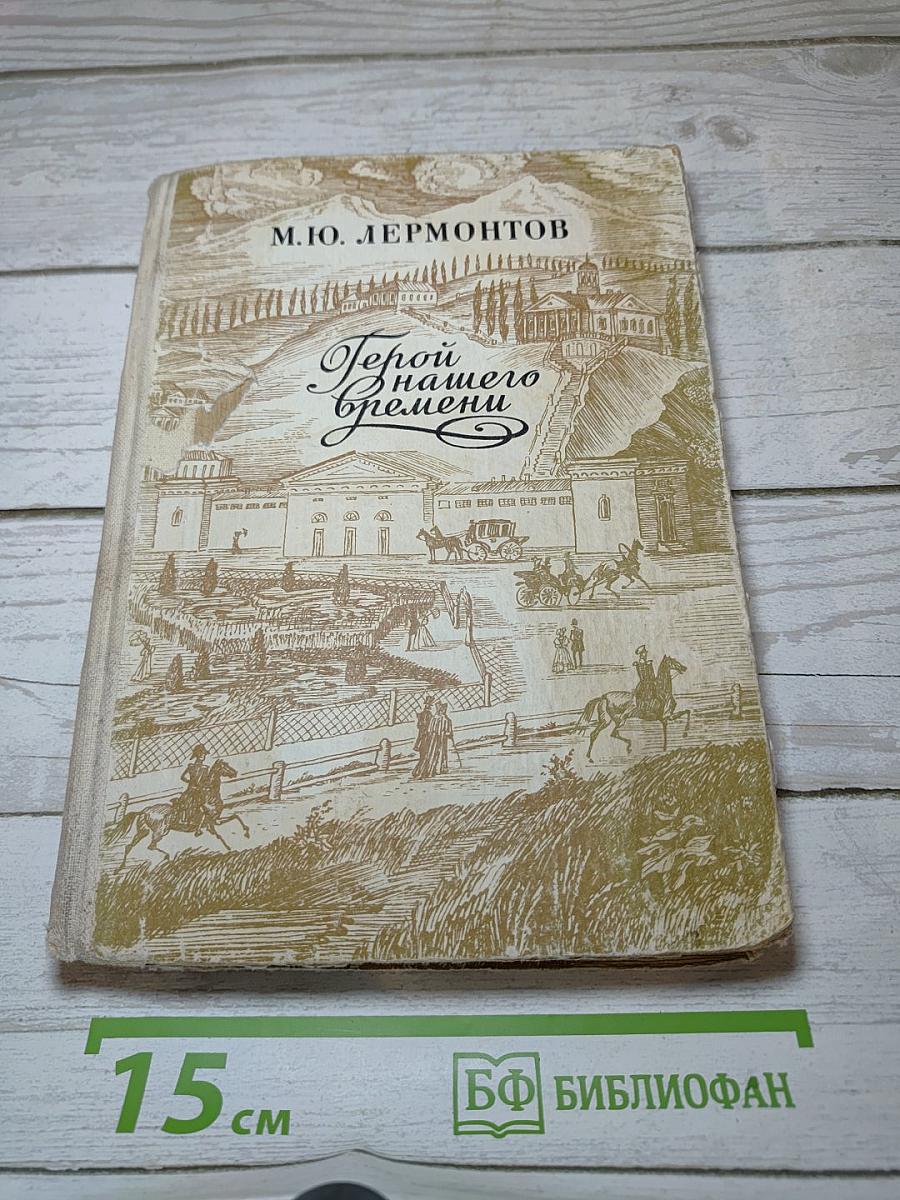 М.Ю. ЛЕРМОНТОВ
Герой
нашего
времени
15 см
БФ БИБЛИОФАН